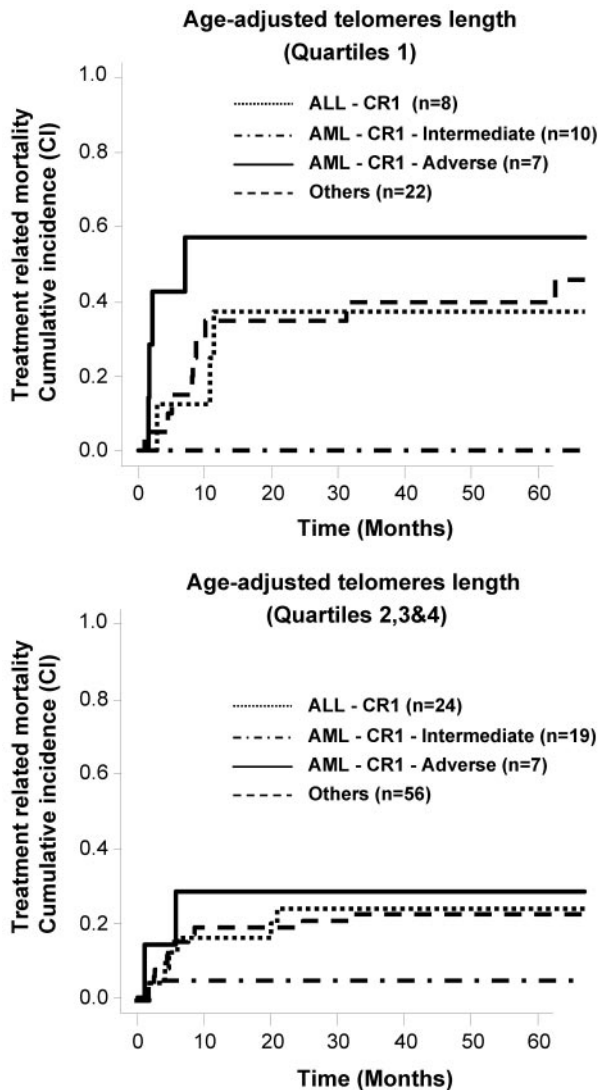 Age-adjusted telomeres length
(Quartiles 1)
Treatment related mortality
Cumulative incidence (CI)
1.0
0.8
0.6
0.4
0.2
0.0
ALL - CR1 (n=8)
AML - CR1 - Intermediate (n=10)
AML - CR1 - Adverse (n=7)
Others (n=22)
0 10 20 30 40 50 60
Time (Months)
Age-adjusted telomeres length
(Quartiles 2,3&4)
Treatment related mortality
Cumulative incidence (CI)
1.0
0.8
0.6
0.4
0.2
0.0
ALL - CR1 (n=24)
AML - CR1 - Intermediate (n=19)
AML - CR1 - Adverse (n=7)
Others (n=56)
0 10 20 30 40 50 60
Time (Months)